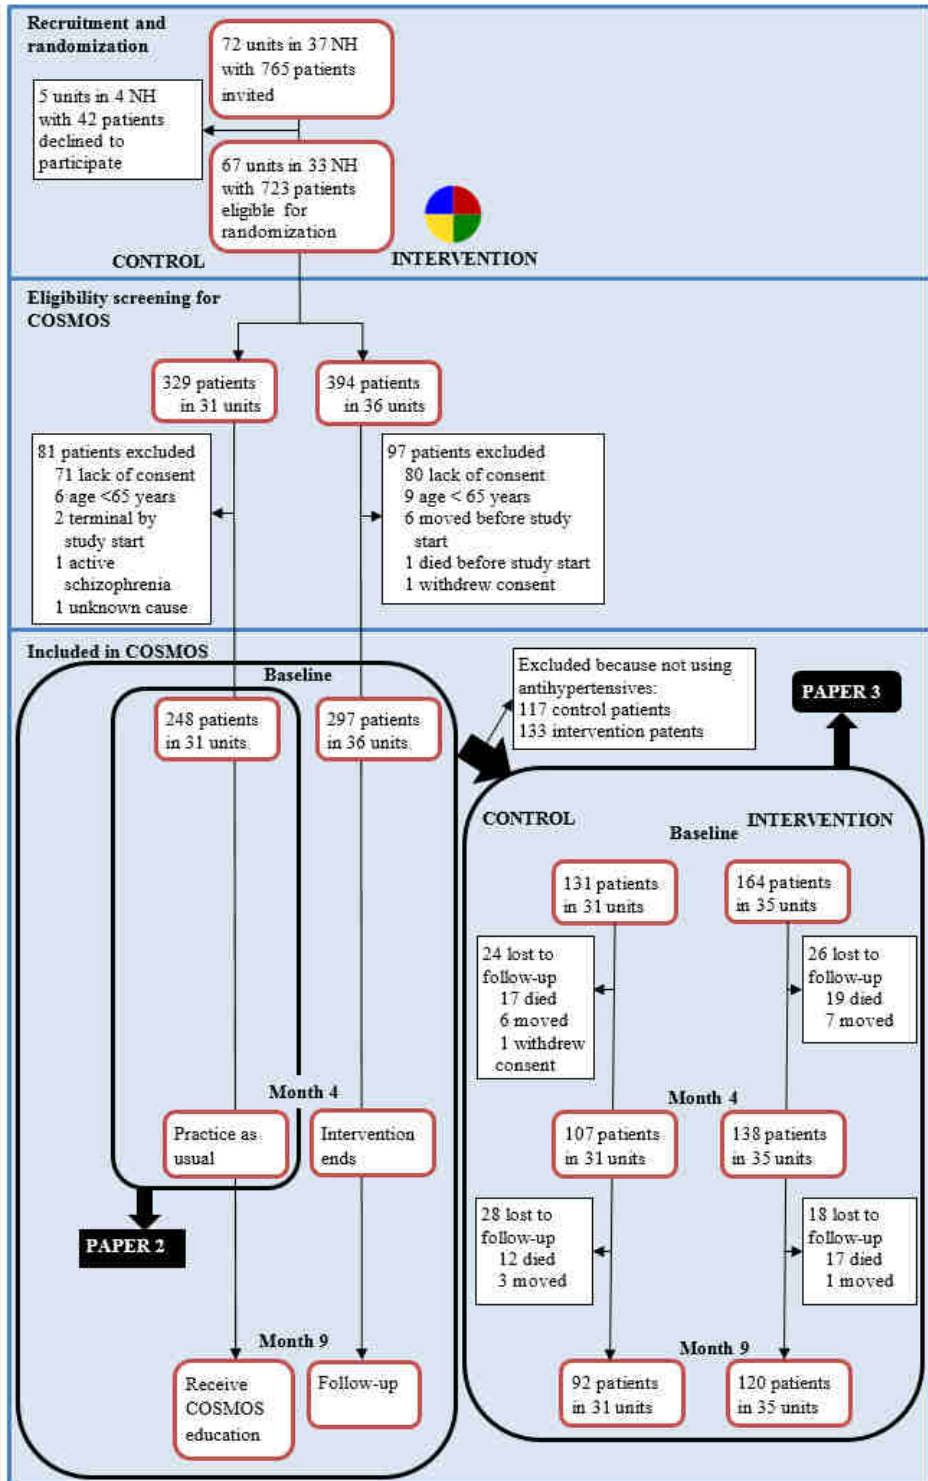 Recruitment and
randomization
72 units in 37 NH
with 765 patients
invited
5 units in 4 NH
with 42 patients
declined to
participate
67 units in 33 NH
with 723 patients
eligible for
randomization
CONTROL
INTERVENTION
Eligibility screening for
COSMOS
329 patients
in 31 units
394 patients
in 36 units
81 patients excluded
71 lack of consent
6 age <65 years
2 terminal by
study start
1 active
schizophrenia
1 unknown cause
97 patients excluded
80 lack of consent
9 age < 65 years
6 moved before study
start
1 died before study start
1 withdrew consent
Included in COSMOS
Baseline
248 patients
in 31 units
297 patients
in 36 units
Excluded because not using
antihypertensives:
117 control patients
133 intervention patents
PAPER 3
CONTROL
INTERVENTION
Baseline
131 patients
in 31 units
164 patients
in 35 units
24 lost to
follow-up
17 died
6 moved
1 withdrew
consent
26 lost to
follow-up
19 died
7 moved
Month 4
Practice as
usual
Intervention
ends
Month 4
107 patients
in 31 units
138 patients
in 35 units
PAPER 2
28 lost to
follow-up
12 died
3 moved
18 lost to
follow-up
17 died
1 moved
Month 9
Receive
COSMOS
education
Follow-up
Month 9
92 patients
in 31 units
120 patients
in 35 units